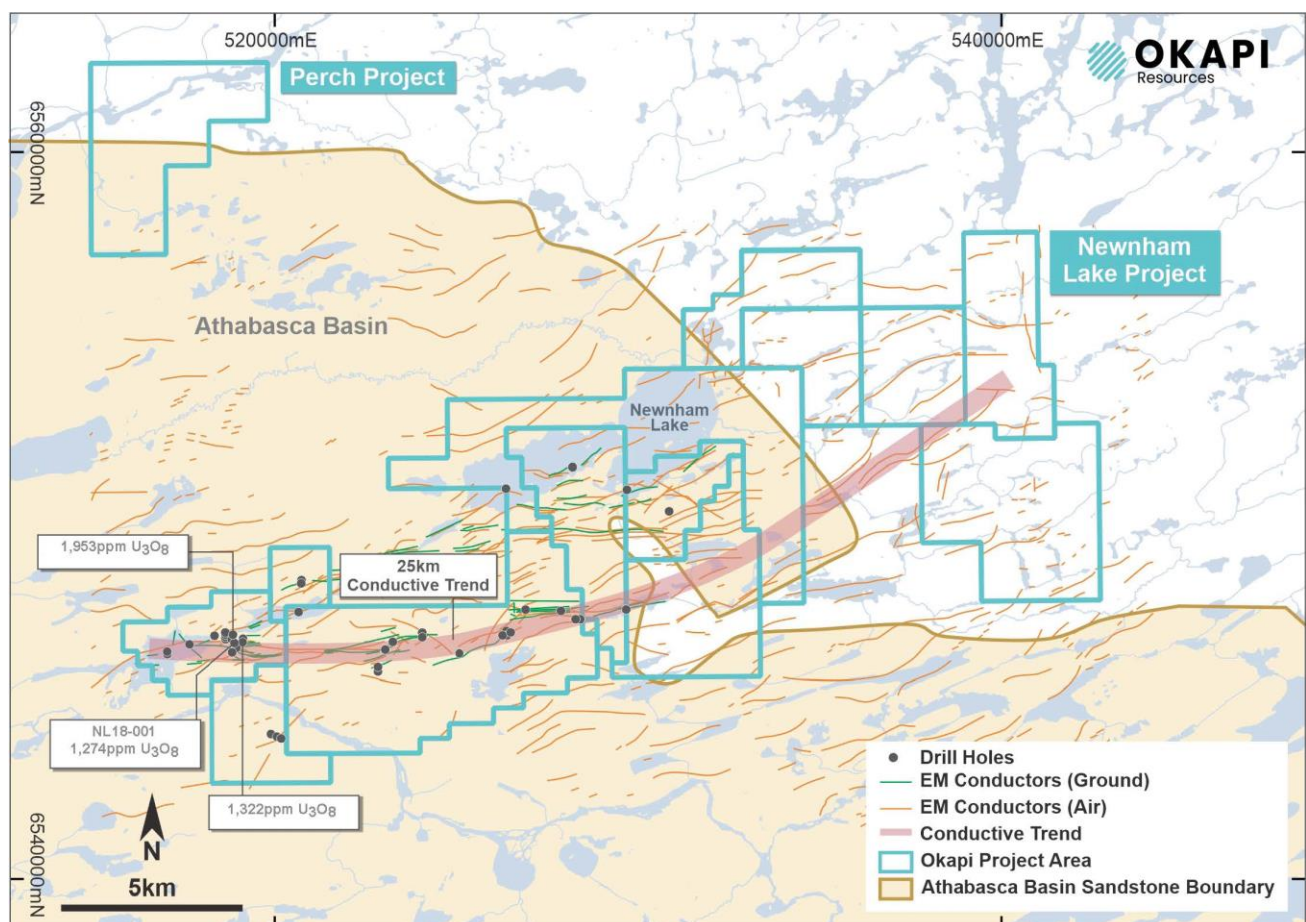 520000mE
540000mE
OKAPI
Resources
Perch Project
6560000mN
Newnham
Lake Project
Athabasca Basin
Newnham
Lake
1,953ppm U₃O₈
25km
Conductive Trend
NL18-001
1,274ppm U₃O₈
1,322ppm U₃O₈
6540000mN
N
5km
Drill Holes
EM Conductors (Ground)
EM Conductors (Air)
Conductive Trend
Okapi Project Area
Athabasca Basin Sandstone Boundary